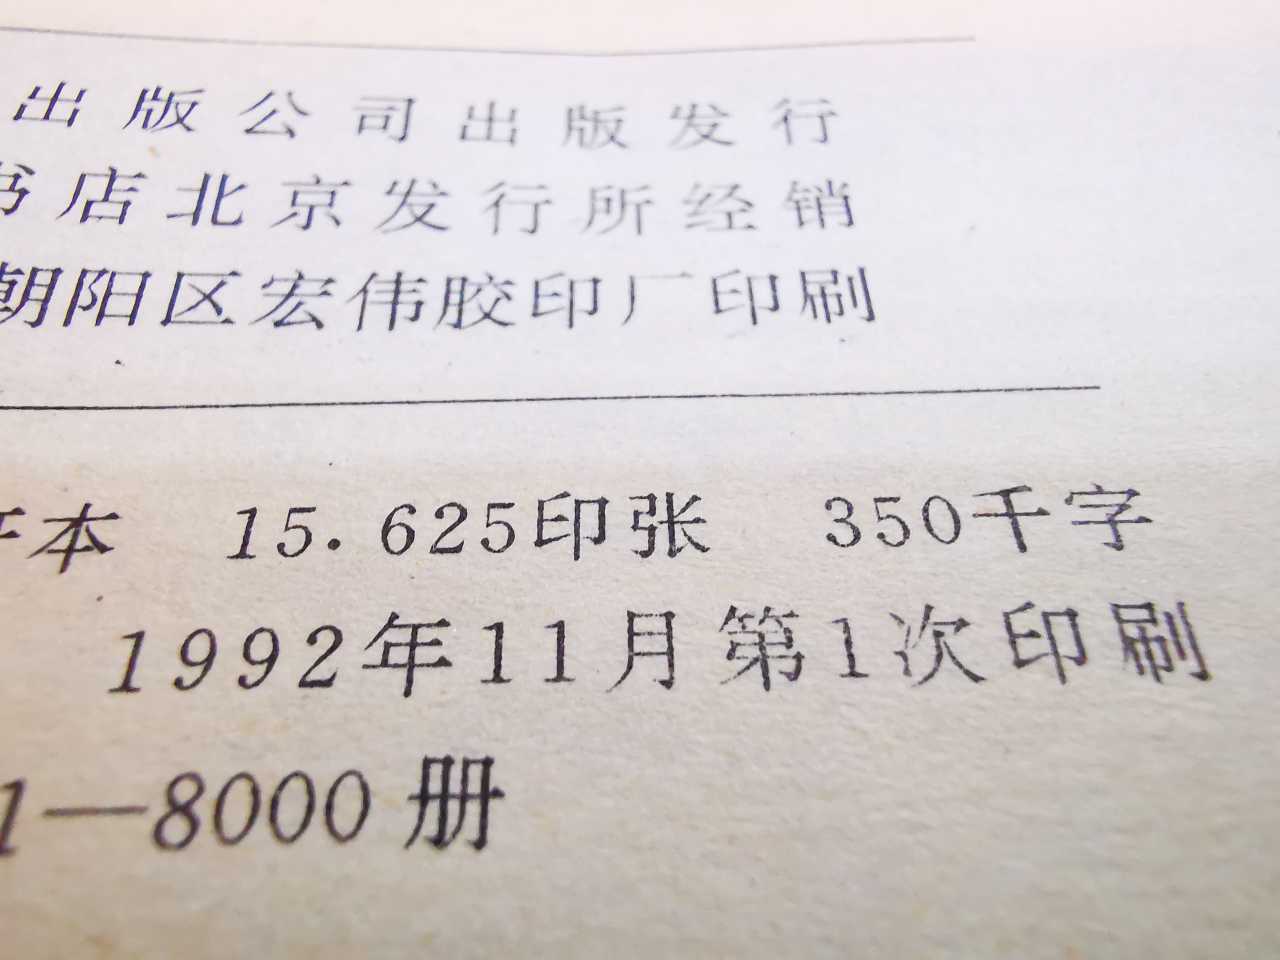 出版公司出版发行
书店北京发行所经销
朝阳区宏伟胶印厂印刷
开本 15.625印张 350千字
1992年11月第1次印刷
1—8000册